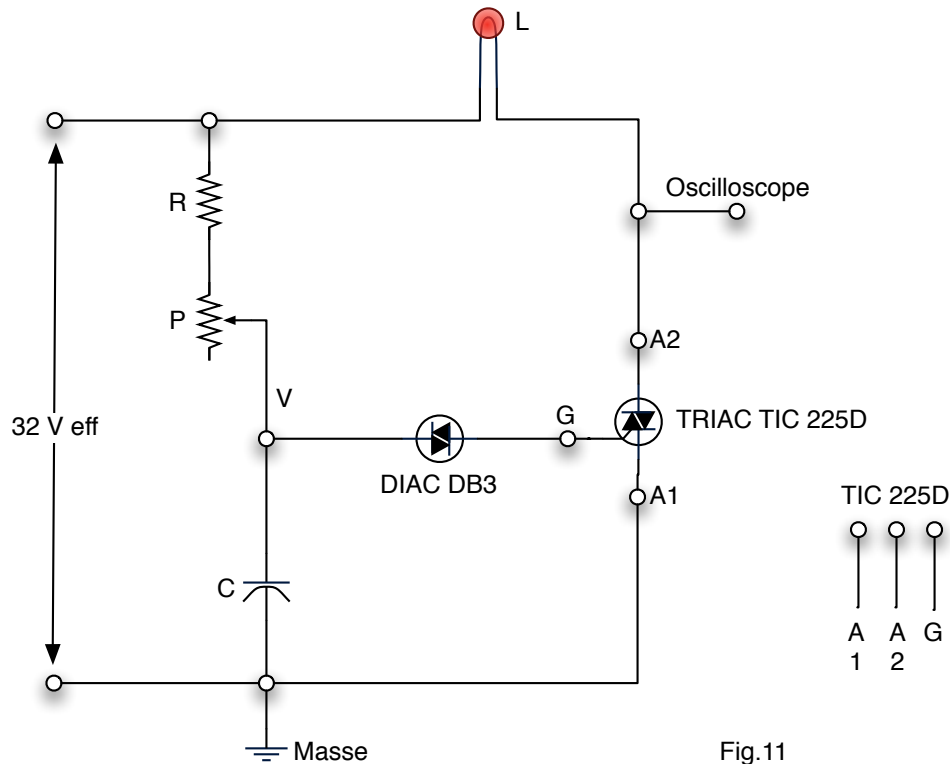 L
Oscilloscope
R
P
A2
V
32 V eff
G
TRIAC TIC 225D
DIAC DB3
A1
TIC 225D
C
A A G
1 2
Masse
Fig.11